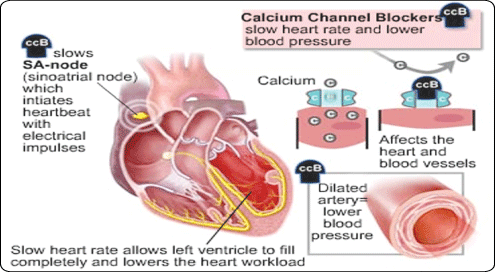 ccB slows
SA-node
(sinoatrial node)
which
intiates
heartbeat
with
electrical
impulses
Slow heart rate allows left ventricle to fill
completely and lowers the heart workload
Calcium Channel Blockers
slow heart rate and lower
blood pressure
Calcium C
C
C
ccB
C
C
C C C
C C
Affects the
heart and
blood vessels
ccB
Dilated
artery=
lower
blood
pressure